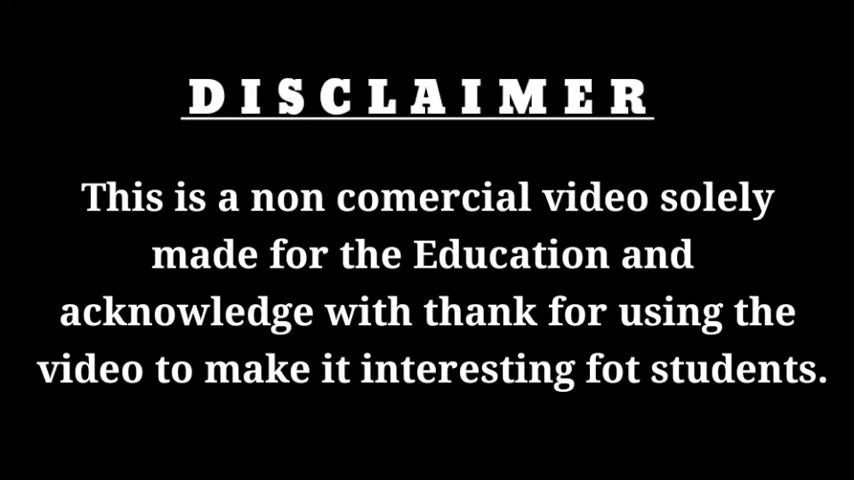 DISCLAIMER
This is a non comercial video solely
made for the Education and
acknowledge with thank for using the
video to make it interesting fot students.